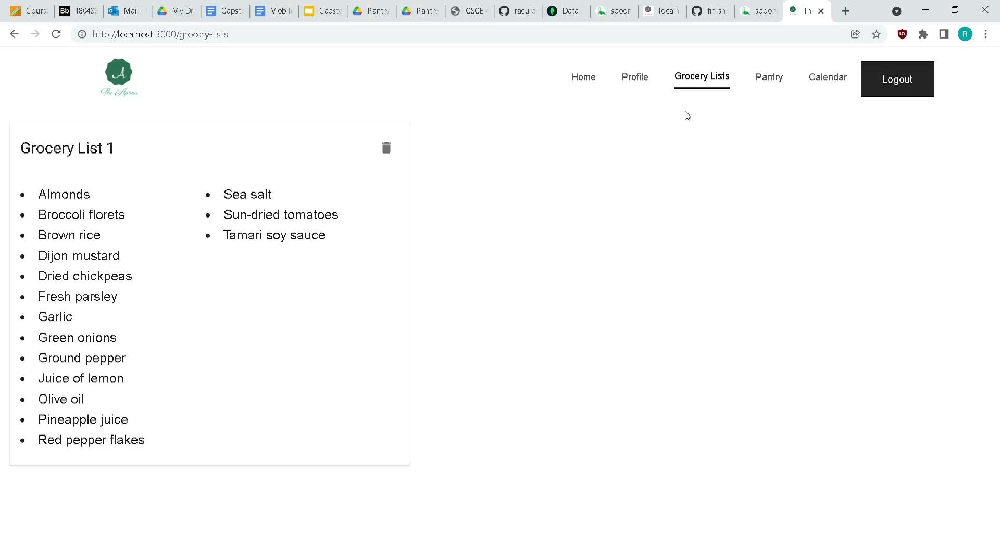 Cours
Bb
180438
Mail -
My Dri
Capsto
Mobile
Capsto
Pantry
Pantry
CSCE 4
raculb
Data |
spoon
localh
finishi
spoon
Th
http://localhost:3000/grocery-lists
R
A
The Apron
Home
Profile
Grocery Lists
Pantry
Calendar
Logout
Grocery List 1
Almonds
Broccoli florets
Brown rice
Dijon mustard
Dried chickpeas
Fresh parsley
Garlic
Green onions
Ground pepper
Juice of lemon
Olive oil
Pineapple juice
Red pepper flakes
Sea salt
Sun-dried tomatoes
Tamari soy sauce